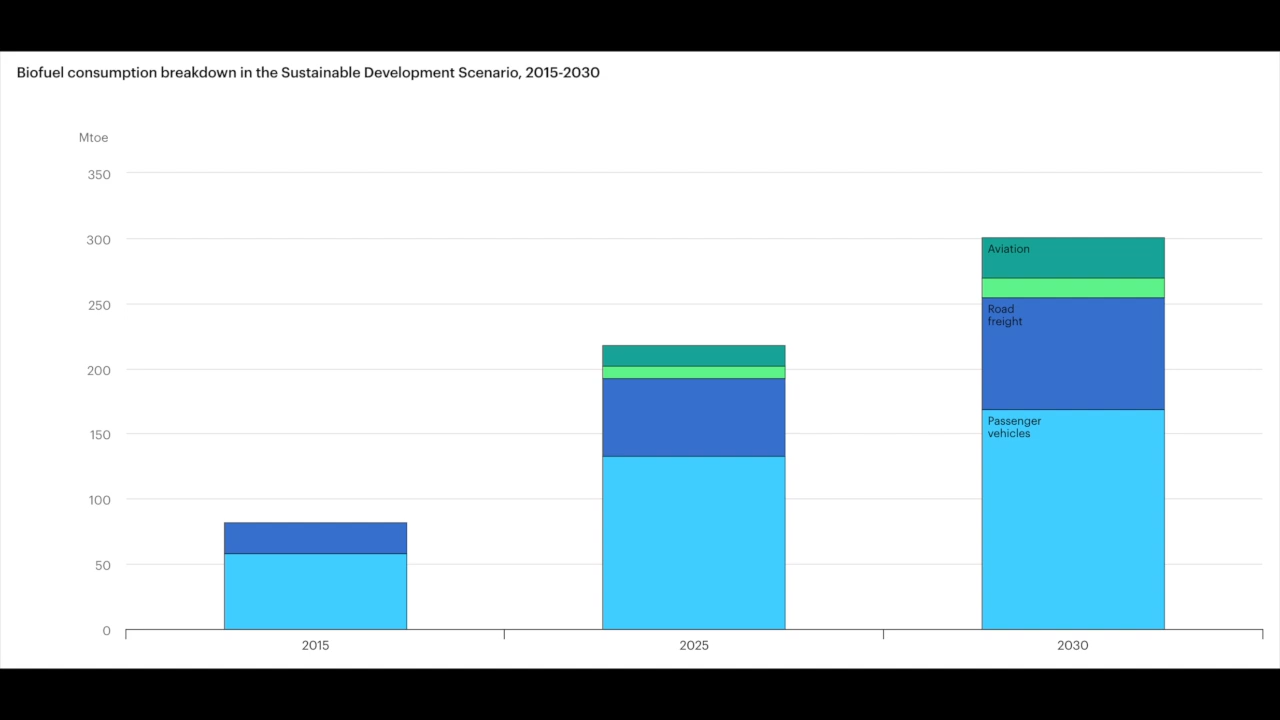 Biofuel consumption breakdown in the Sustainable Development Scenario, 2015-2030
Mtoe
350
300
250
200
150
100
50
0
Aviation
Road
freight
Passenger
vehicles
2015
2025
2030